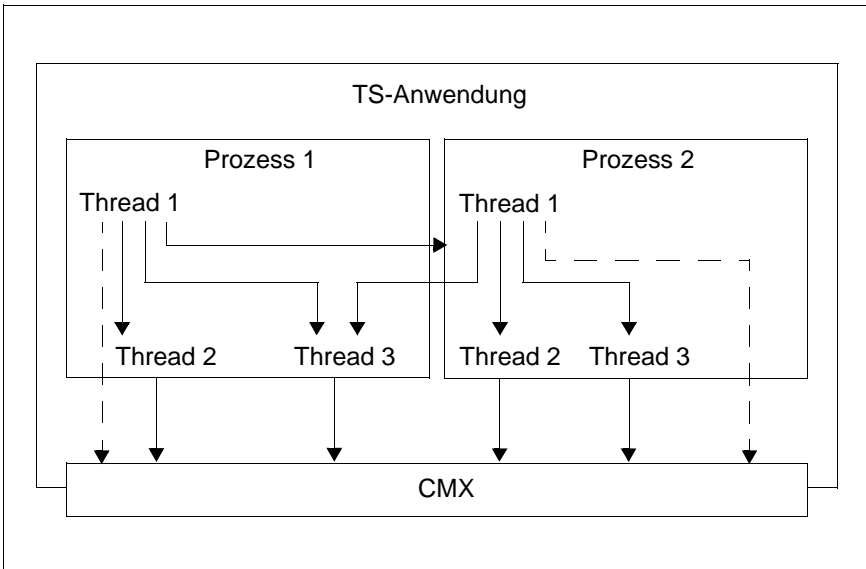 TS-Anwendung
Prozess 1
Prozess 2
Thread 1
Thread 1
Thread 2
Thread 3
Thread 2
Thread 3
CMX